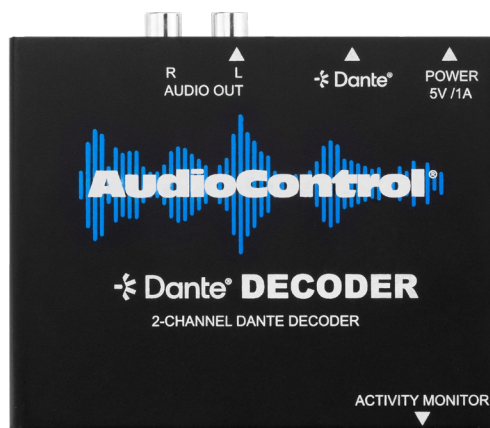 R L
AUDIO OUT
Dante®
POWER
5V /1A
AudioControl®
Dante® DECODER
2-CHANNEL DANTE DECODER
ACTIVITY MONITOR